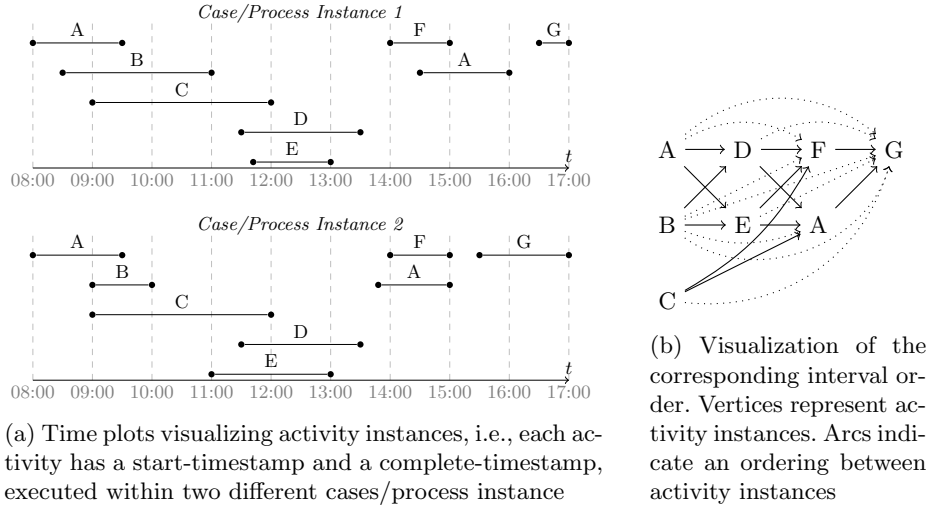 Case/Process Instance 1
A F G
B A
C
D
E
t
08:00 09:00 10:00 11:00 12:00 13:00 14:00 15:00 16:00 17:00
Case/Process Instance 2
A F G
B A
C
D
E
t
08:00 09:00 10:00 11:00 12:00 13:00 14:00 15:00 16:00 17:00
(a) Time plots visualizing activity instances, i.e., each ac-
tivity has a start-timestamp and a complete-timestamp,
executed within two different cases/process instance
A D F G
B E A
C
(b) Visualization of the
corresponding interval or-
der. Vertices represent ac-
tivity instances. Arcs indi-
cate an ordering between
activity instances